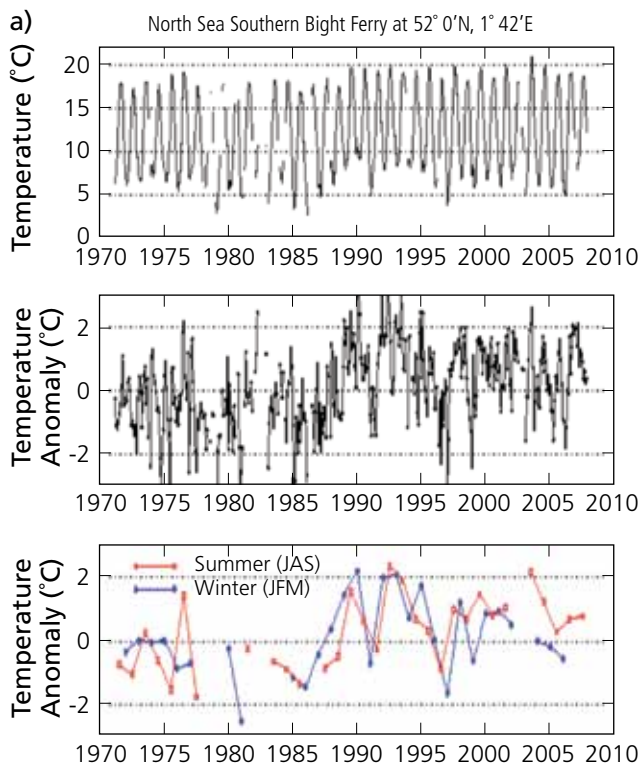 a)
North Sea Southern Bight Ferry at 52° 0'N, 1° 42'E
Temperature (°C)
20
15
10
5
0
1970 1975 1980 1985 1990 1995 2000 2005 2010
Temperature
Anomaly (°C)
2
0
-2
1970 1975 1980 1985 1990 1995 2000 2005 2010
Temperature
Anomaly (°C)
Summer (JAS)
Winter (JFM)
2
0
-2
1970 1975 1980 1985 1990 1995 2000 2005 2010